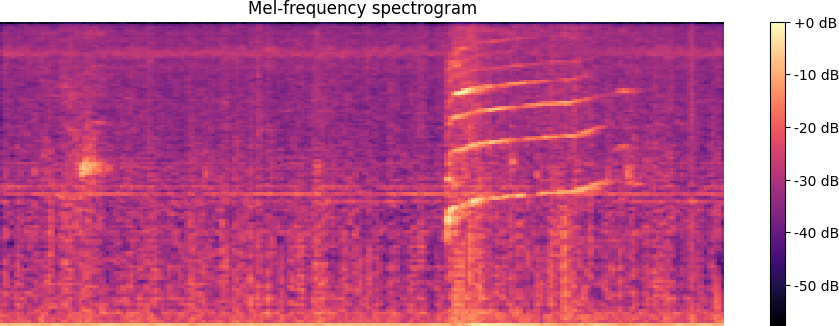 Mel-frequency spectrogram
+0 dB
-10 dB
-20 dB
-30 dB
-40 dB
-50 dB